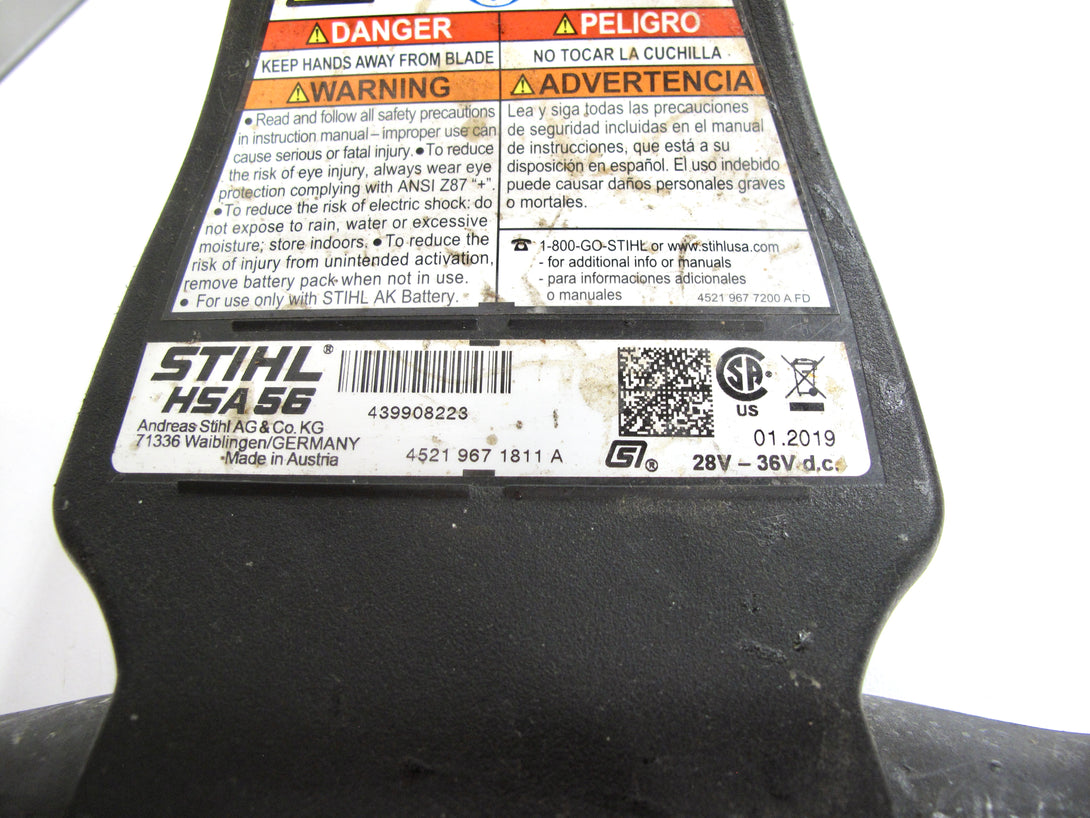 DANGER
KEEP HANDS AWAY FROM BLADE
WARNING
• Read and follow all safety precautions
in instruction manual – improper use can
cause serious or fatal injury. • To reduce
the risk of eye injury, always wear eye
protection complying with ANSI Z87 "+".
• To reduce the risk of electric shock: do
not expose to rain, water or excessive
moisture; store indoors. • To reduce the
risk of injury from unintended activation,
remove battery pack when not in use.
• For use only with STIHL AK Battery.
PELIGRO
NO TOCAR LA CUCHILLA
ADVERTENCIA
Lea y siga todas las precauciones
de seguridad incluidas en el manual
de instrucciones, que está a su
disposición en español. El uso indebido
puede causar daños personales graves
o mortales.
☎ 1-800-GO-STIHL or www.stihlusa.com
- for additional info or manuals
- para informaciones adicionales
o manuales
4521 967 7200 A FD
STIHL®
HSA 56
Andreas Stihl AG & Co. KG
71336 Waiblingen/GERMANY
Made in Austria
439908223
4521 967 1811 A
SA®
US
01.2019
28V – 36V d.c.